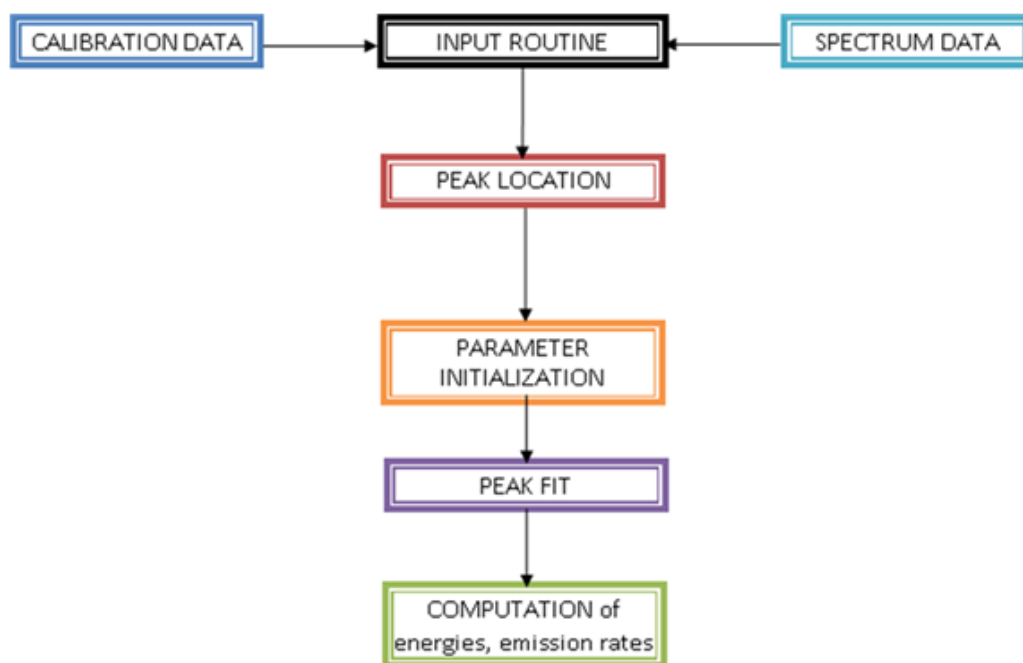 CALIBRATION DATA
INPUT ROUTINE
SPECTRUM DATA
PEAK LOCATION
PARAMETER
INITIALIZATION
PEAK FIT
COMPUTATION of
energies, emission rates